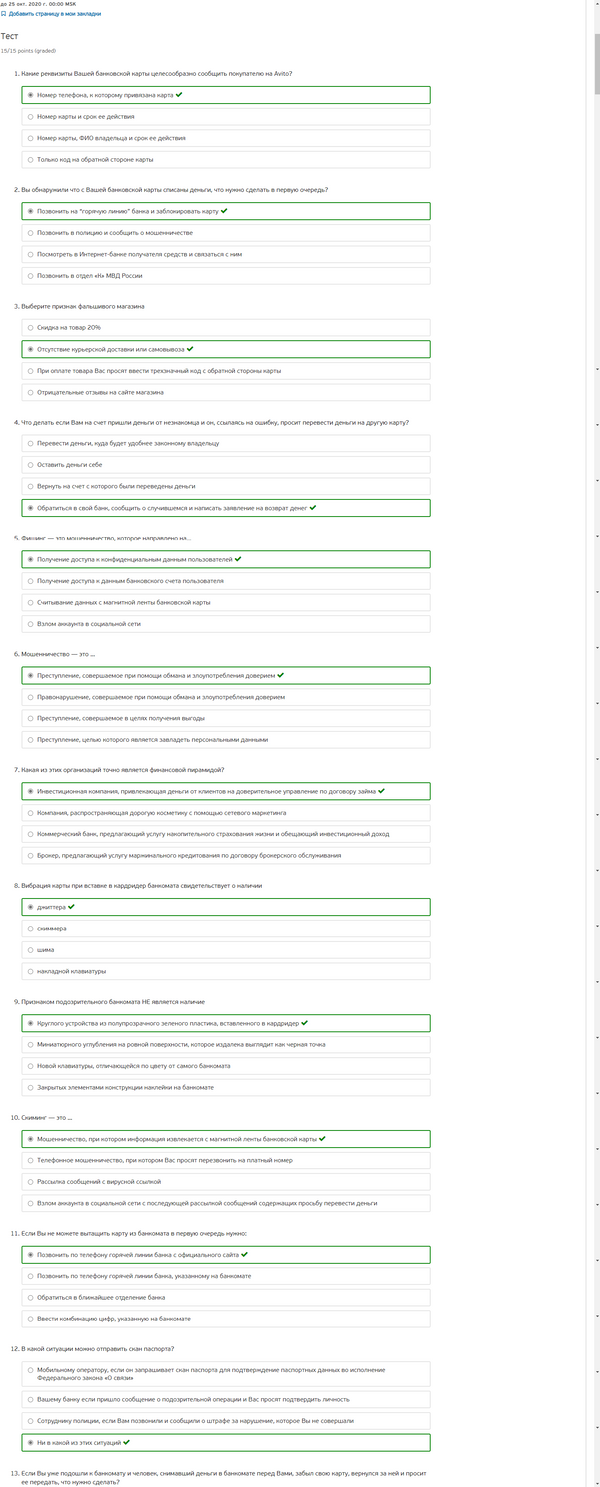 до 25 окт. 2020 г. 00:00 MSK
Добавить страницу в мои закладки
Тест
15/15 points (graded)
1. Какие реквизиты Вашей банковской карты целесообразно сообщить покупателю на Avito?
Номер телефона, к которому привязана карта
Номер карты и срок ее действия
Номер карты, ФИО владельца и срок ее действия
Только код на обратной стороне карты
2. Вы обнаружили что с Вашей банковской карты списаны деньги, что нужно сделать в первую очередь?
Позвонить на "горячую линию" банка и заблокировать карту
Позвонить в полицию и сообщить о мошенничестве
Посмотреть в Интернет-банке получателя средств и связаться с ним
Позвонить в отдел «К» МВД России
3. Выберите признак фальшивого магазина
Скидка на товар 20%
Отсутствие курьерской доставки или самовывоза
При оплате товара Вас просят ввести трехзначный код с обратной стороны карты
Отрицательные отзывы на сайте магазина
4. Что делать если Вам на счет пришли деньги от незнакомца и он, ссылаясь на ошибку, просит перевести деньги на другую карту?
Перевести деньги, куда будет удобнее законному владельцу
Оставить деньги себе
Вернуть на счет с которого были переведены деньги
Обратиться в свой банк, сообщить о случившемся и написать заявление на возврат денег
5. Фишинг — это мошенничество, которое направлено на...
Получение доступа к конфиденциальным данным пользователей
Получение доступа к данным банковского счета пользователя
Считывание данных с магнитной ленты банковской карты
Взлом аккаунта в социальной сети
6. Мошенничество — это ...
Преступление, совершаемое при помощи обмана и злоупотребления доверием
Правонарушение, совершаемое при помощи обмана и злоупотребления доверием
Преступление, совершаемое в целях получения выгоды
Преступление, целью которого является завладеть персональными данными
7. Какая из этих организаций точно является финансовой пирамидой?
Инвестиционная компания, привлекающая деньги от клиентов на доверительное управление по договору займа
Компания, распространяющая дорогую косметику с помощью сетевого маркетинга
Коммерческий банк, предлагающий услугу накопительного страхования жизни и обещающий инвестиционный доход
Брокер, предлагающий услугу маржинального кредитования по договору брокерского обслуживания
8. Вибрация карты при вставке в кардридер банкомата свидетельствует о наличии
джиттера
скиммера
шима
накладной клавиатуры
9. Признаком подозрительного банкомата НЕ является наличие
Круглого устройства из полупрозрачного зеленого пластика, вставленного в кардридер
Миниатюрного углубления на ровной поверхности, которое издалека выглядит как черная точка
Новой клавиатуры, отличающейся по цвету от самого банкомата
Закрытых элементами конструкции наклейки на банкомате
10. Скиминг — это ...
Мошенничество, при котором информация извлекается с магнитной ленты банковской карты
Телефонное мошенничество, при котором Вас просят перезвонить на платный номер
Рассылка сообщений с вирусной ссылкой
Взлом аккаунта в социальной сети с последующей рассылкой сообщений содержащих просьбу перевести деньги
11. Если Вы не можете вытащить карту из банкомата в первую очередь нужно:
Позвонить по телефону горячей линии банка с официального сайта
Позвонить по телефону горячей линии банка, указанному на банкомате
Обратиться в ближайшее отделение банка
Ввести комбинацию цифр, указанную на банкомате
12. В какой ситуации можно отправить скан паспорта?
Мобильному оператору, если он запрашивает скан паспорта для подтверждение паспортных данных во исполнение
Федерального закона «О связи»
Вашему банку если пришло сообщение о подозрительной операции и Вас просят подтвердить личность
Сотруднику полиции, если Вам позвонили и сообщили о штрафе за нарушение, которое Вы не совершали
Ни в какой из этих ситуаций
13. Если Вы уже подошли к банкомату и человек, снимавший деньги в банкомате перед Вами, забыл свою карту, вернулся за ней и просит
ее передать, что нужно сделать?